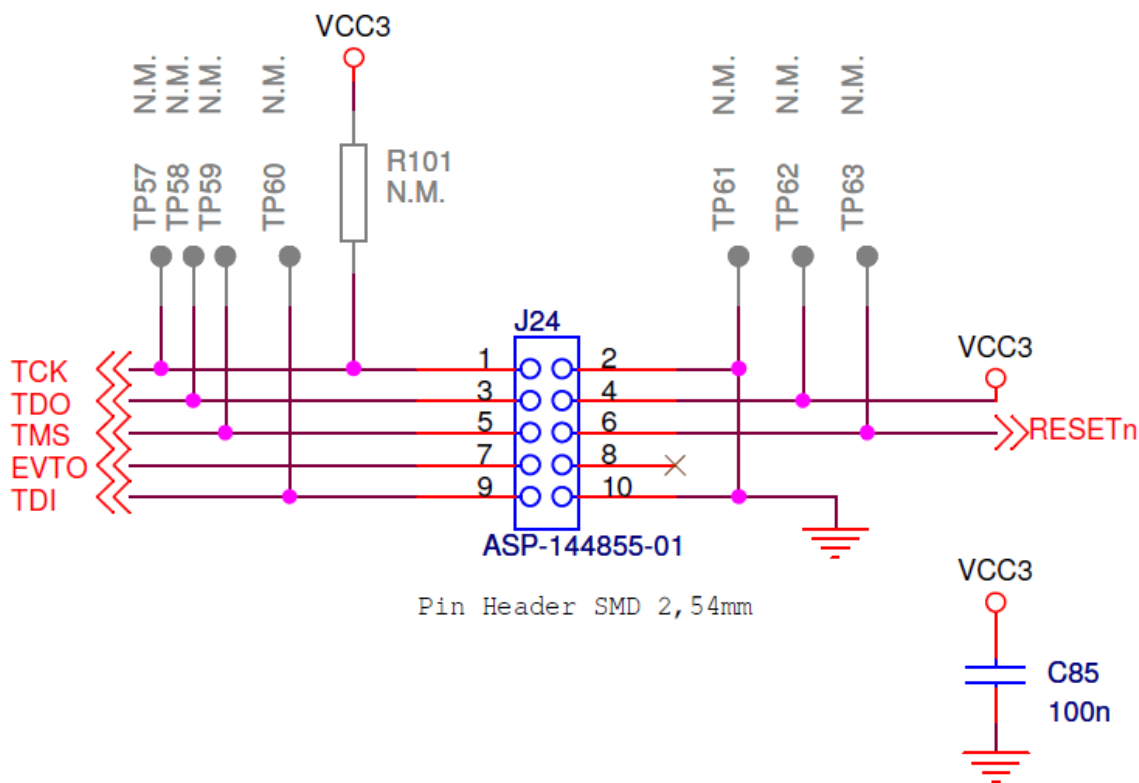 VCC3
N.M.
N.M.
N.M.
N.M.
N.M.
N.M.
N.M.
TP57
TP58
TP59
TP60
R101
N.M.
TP61
TP62
TP63
J24
VCC3
TCK
1
2
TDO
3
4
TMS
5
6
RESETn
EVTO
7
8
TDI
9
10
ASP-144855-01
Pin Header SMD 2,54mm
VCC3
C85
100n